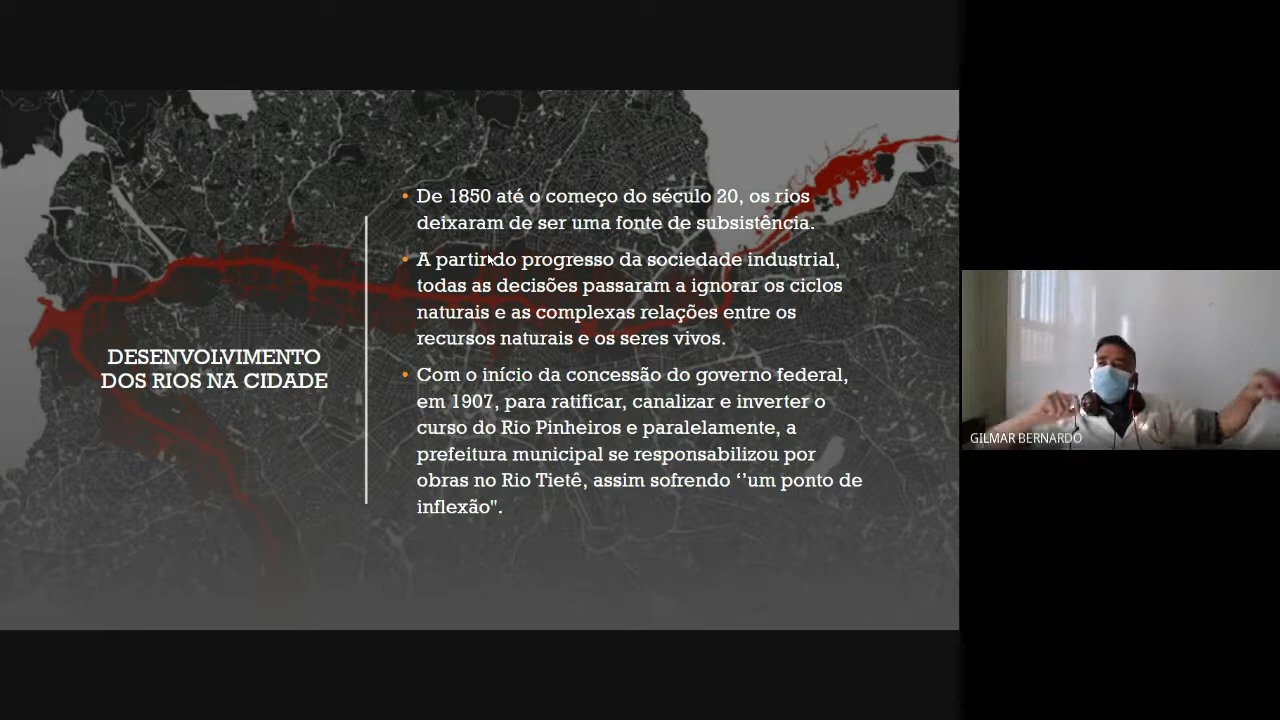 DESENVOLVIMENTO
DOS RIOS NA CIDADE
• De 1850 até o começo do século 20, os rios
deixaram de ser uma fonte de subsistência.
• A partir do progresso da sociedade industrial,
todas as decisões passaram a ignorar os ciclos
naturais e as complexas relações entre os
recursos naturais e os seres vivos.
• Com o início da concessão do governo federal,
em 1907, para ratificar, canalizar e inverter o
curso do Rio Pinheiros e paralelamente, a
prefeitura municipal se responsabilizou por
obras no Rio Tietê, assim sofrendo ‘’um ponto de
inflexão".
GILMAR BERNARDO